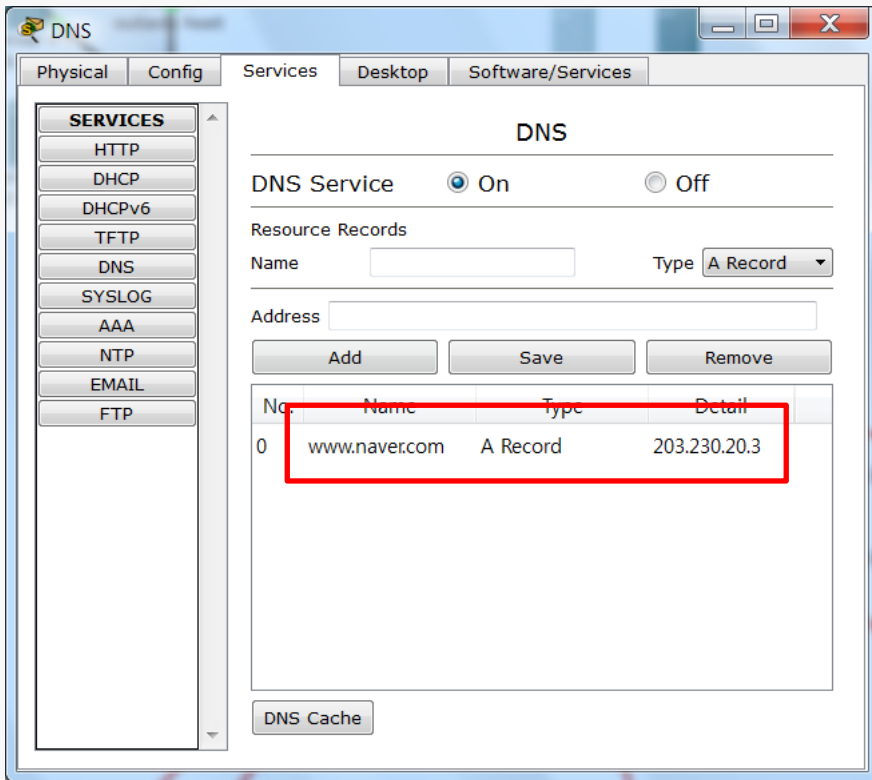 DNS
Physical Config Services Desktop Software/Services
SERVICES
HTTP
DHCP
DHCPv6
TFTP
DNS
SYSLOG
AAA
NTP
EMAIL
FTP
DNS
DNS Service On Off
Resource Records
Name Type A Record
Address
Add Save Remove
No. Name Type Detail
0 www.naver.com A Record 203.230.20.3
DNS Cache